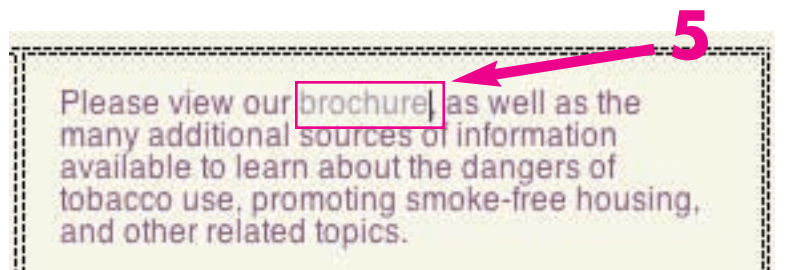 5
Please view our brochure, as well as the
many additional sources of information
available to learn about the dangers of
tobacco use, promoting smoke-free housing,
and other related topics.